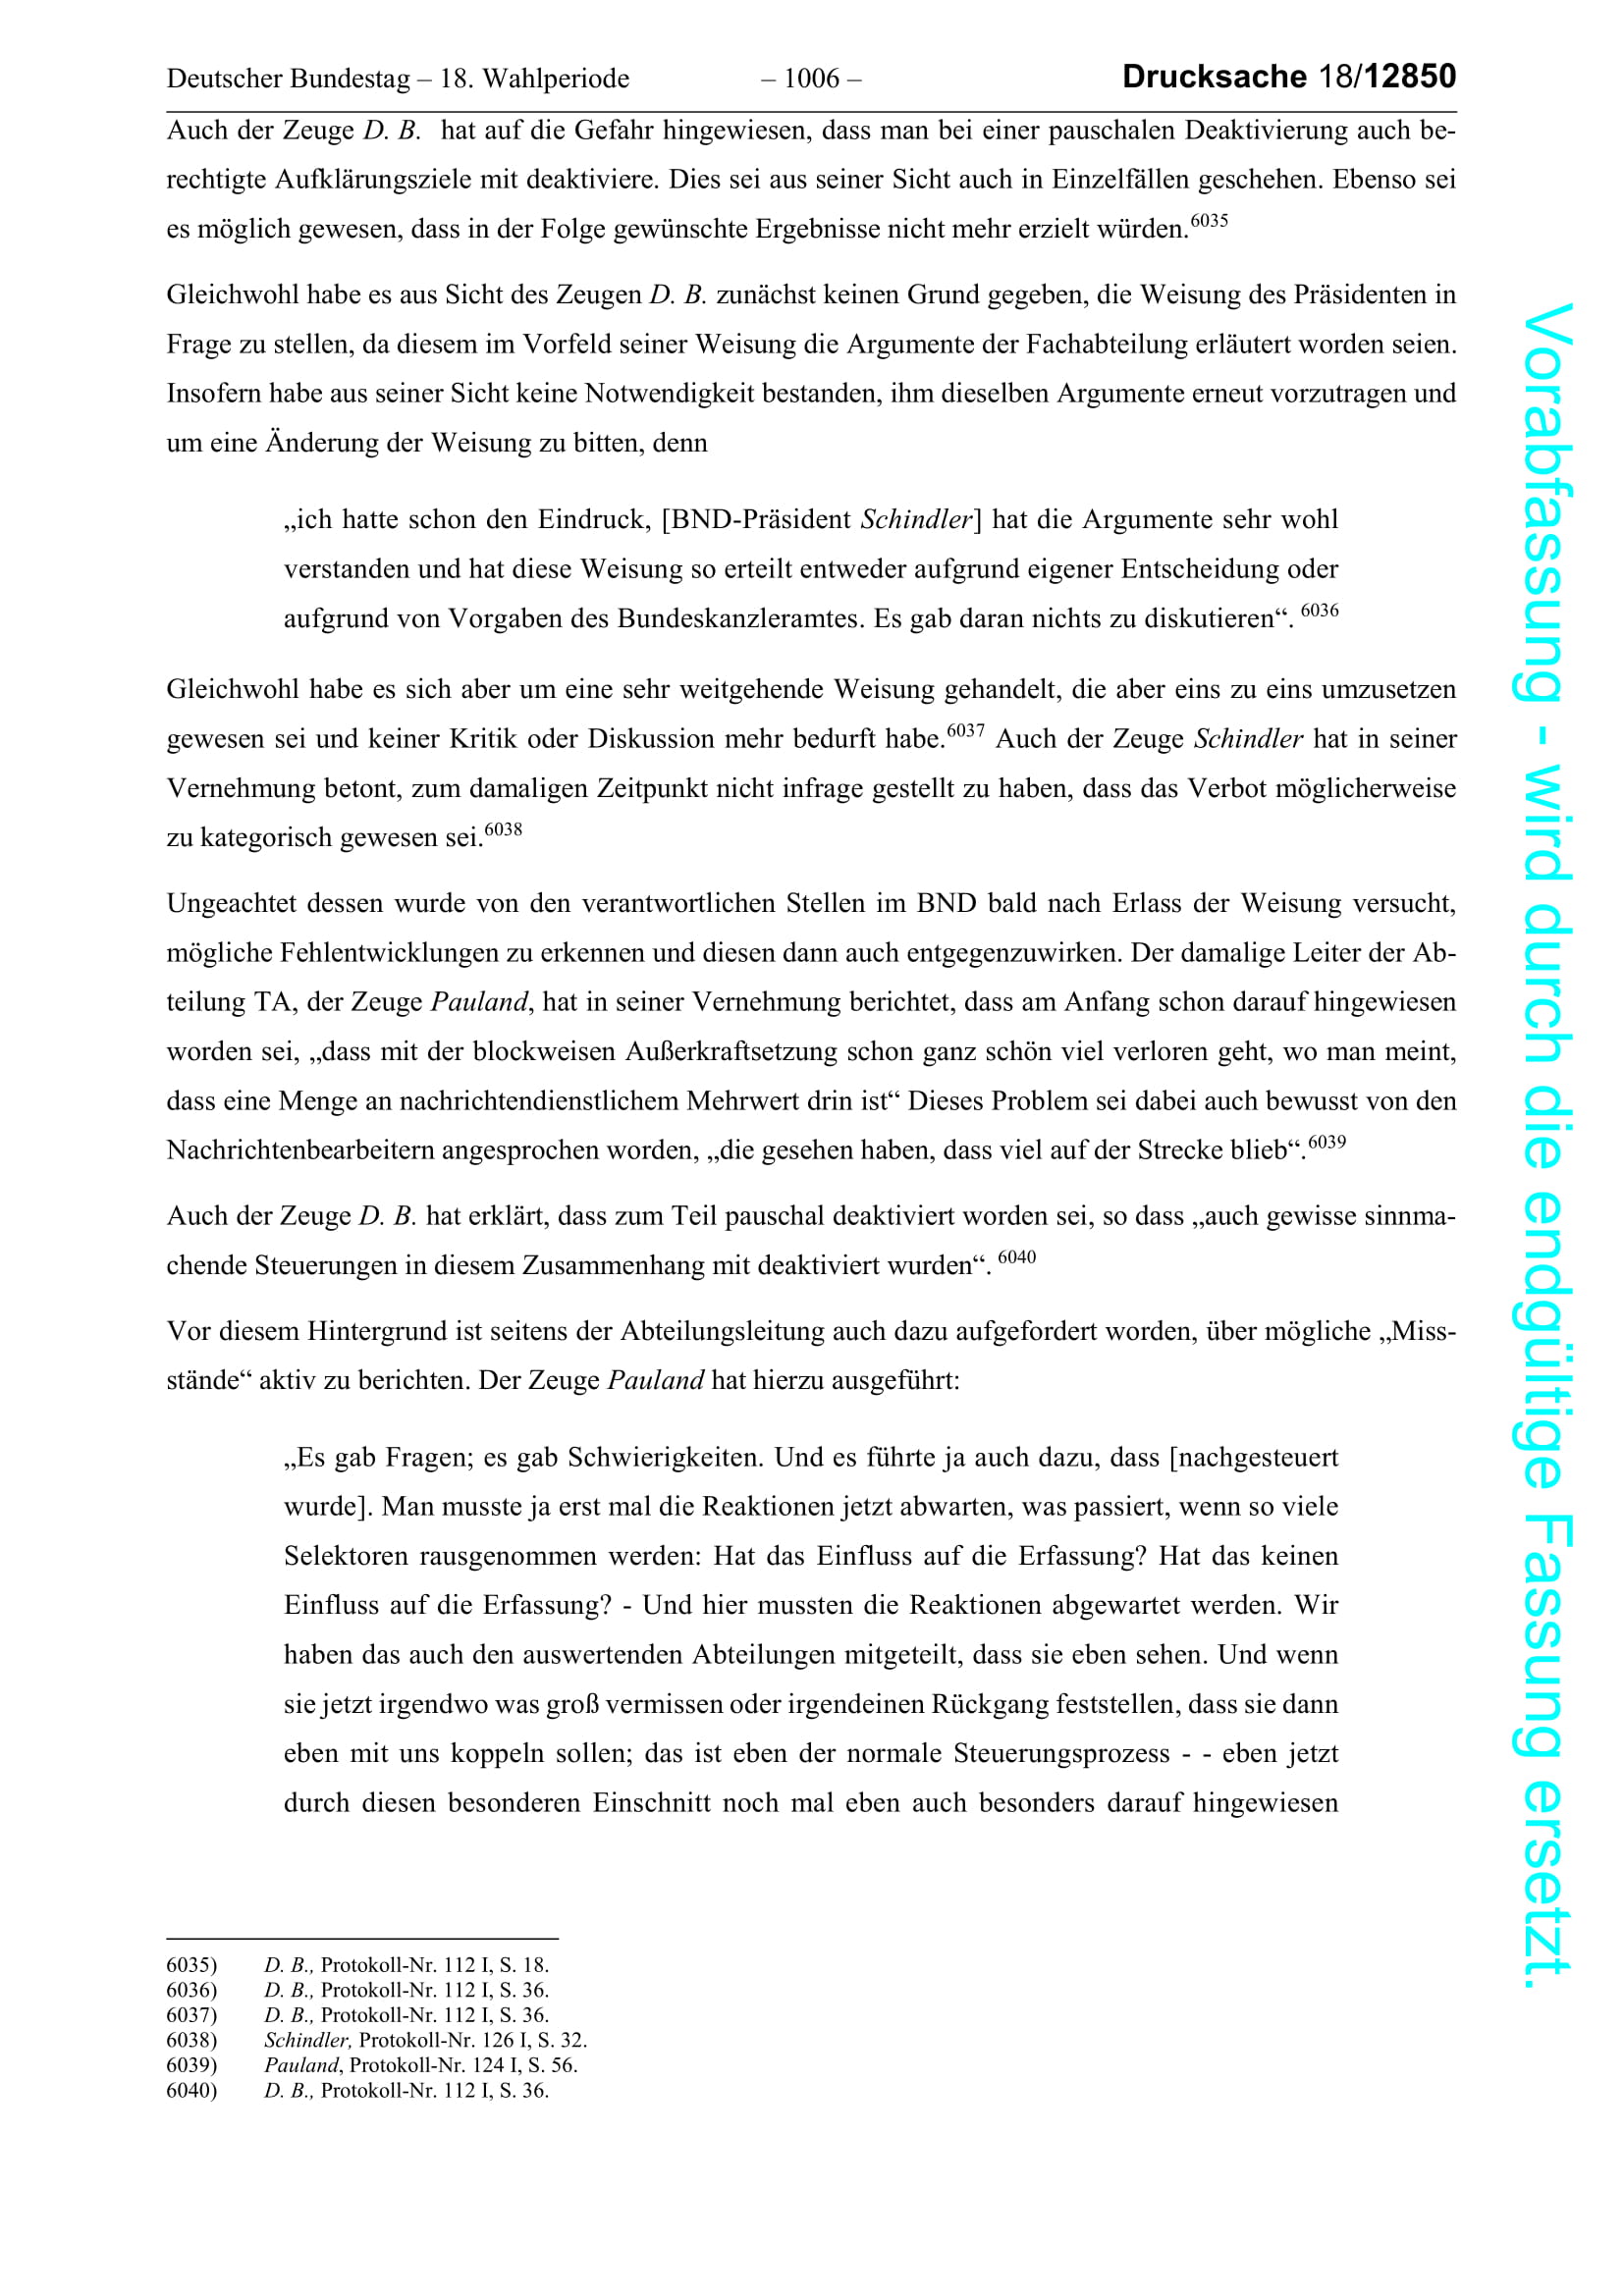 Deutscher Bundestag – 18. Wahlperiode – 1006 – Drucksache 18/12850
Auch der Zeuge D. B.  hat auf die Gefahr hingewiesen, dass man bei einer pauschalen Deaktivierung auch be-
rechtigte Aufklärungsziele mit deaktiviere. Dies sei aus seiner Sicht auch in Einzelfällen geschehen. Ebenso sei
es möglich gewesen, dass in der Folge gewünschte Ergebnisse nicht mehr erzielt würden.6035
Gleichwohl habe es aus Sicht des Zeugen D. B. zunächst keinen Grund gegeben, die Weisung des Präsidenten in
Frage zu stellen, da diesem im Vorfeld seiner Weisung die Argumente der Fachabteilung erläutert worden seien.
Insofern habe aus seiner Sicht keine Notwendigkeit bestanden, ihm dieselben Argumente erneut vorzutragen und
um eine Änderung der Weisung zu bitten, denn
„ich hatte schon den Eindruck, [BND-Präsident Schindler] hat die Argumente sehr wohl
verstanden und hat diese Weisung so erteilt entweder aufgrund eigener Entscheidung oder
aufgrund von Vorgaben des Bundeskanzleramtes. Es gab daran nichts zu diskutieren“. 6036
Gleichwohl habe es sich aber um eine sehr weitgehende Weisung gehandelt, die aber eins zu eins umzusetzen
gewesen sei und keiner Kritik oder Diskussion mehr bedurft habe.6037 Auch der Zeuge Schindler hat in seiner
Vernehmung betont, zum damaligen Zeitpunkt nicht infrage gestellt zu haben, dass das Verbot möglicherweise
zu kategorisch gewesen sei.6038
Ungeachtet dessen wurde von den verantwortlichen Stellen im BND bald nach Erlass der Weisung versucht,
mögliche Fehlentwicklungen zu erkennen und diesen dann auch entgegenzuwirken. Der damalige Leiter der Ab-
teilung TA, der Zeuge Pauland, hat in seiner Vernehmung berichtet, dass am Anfang schon darauf hingewiesen
worden sei, „dass mit der blockweisen Außerkraftsetzung schon ganz schön viel verloren geht, wo man meint,
dass eine Menge an nachrichtendienstlichem Mehrwert drin ist“ Dieses Problem sei dabei auch bewusst von den
Nachrichtenbearbeitern angesprochen worden, „die gesehen haben, dass viel auf der Strecke blieb“.6039
Auch der Zeuge D. B. hat erklärt, dass zum Teil pauschal deaktiviert worden sei, so dass „auch gewisse sinnma-
chende Steuerungen in diesem Zusammenhang mit deaktiviert wurden“. 6040
Vor diesem Hintergrund ist seitens der Abteilungsleitung auch dazu aufgefordert worden, über mögliche „Miss-
stände“ aktiv zu berichten. Der Zeuge Pauland hat hierzu ausgeführt:
„Es gab Fragen; es gab Schwierigkeiten. Und es führte ja auch dazu, dass [nachgesteuert
wurde]. Man musste ja erst mal die Reaktionen jetzt abwarten, was passiert, wenn so viele
Selektoren rausgenommen werden: Hat das Einfluss auf die Erfassung? Hat das keinen
Einfluss auf die Erfassung? - Und hier mussten die Reaktionen abgewartet werden. Wir
haben das auch den auswertenden Abteilungen mitgeteilt, dass sie eben sehen. Und wenn
sie jetzt irgendwo was groß vermissen oder irgendeinen Rückgang feststellen, dass sie dann
eben mit uns koppeln sollen; das ist eben der normale Steuerungsprozess - - eben jetzt
durch diesen besonderen Einschnitt noch mal eben auch besonders darauf hingewiesen
6035) D. B., Protokoll-Nr. 112 I, S. 18.
6036) D. B., Protokoll-Nr. 112 I, S. 36.
6037) D. B., Protokoll-Nr. 112 I, S. 36.
6038) Schindler, Protokoll-Nr. 126 I, S. 32.
6039) Pauland, Protokoll-Nr. 124 I, S. 56.
6040) D. B., Protokoll-Nr. 112 I, S. 36.
Vorabfassung - wird durch die endgültige Fassung ersetzt.